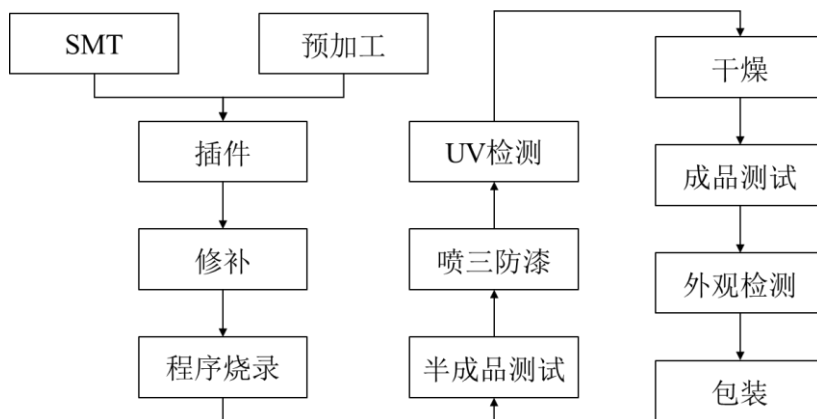 SMT
预加工
插件
修补
程序烧录
半成品测试
喷三防漆
UV检测
干燥
成品测试
外观检测
包装